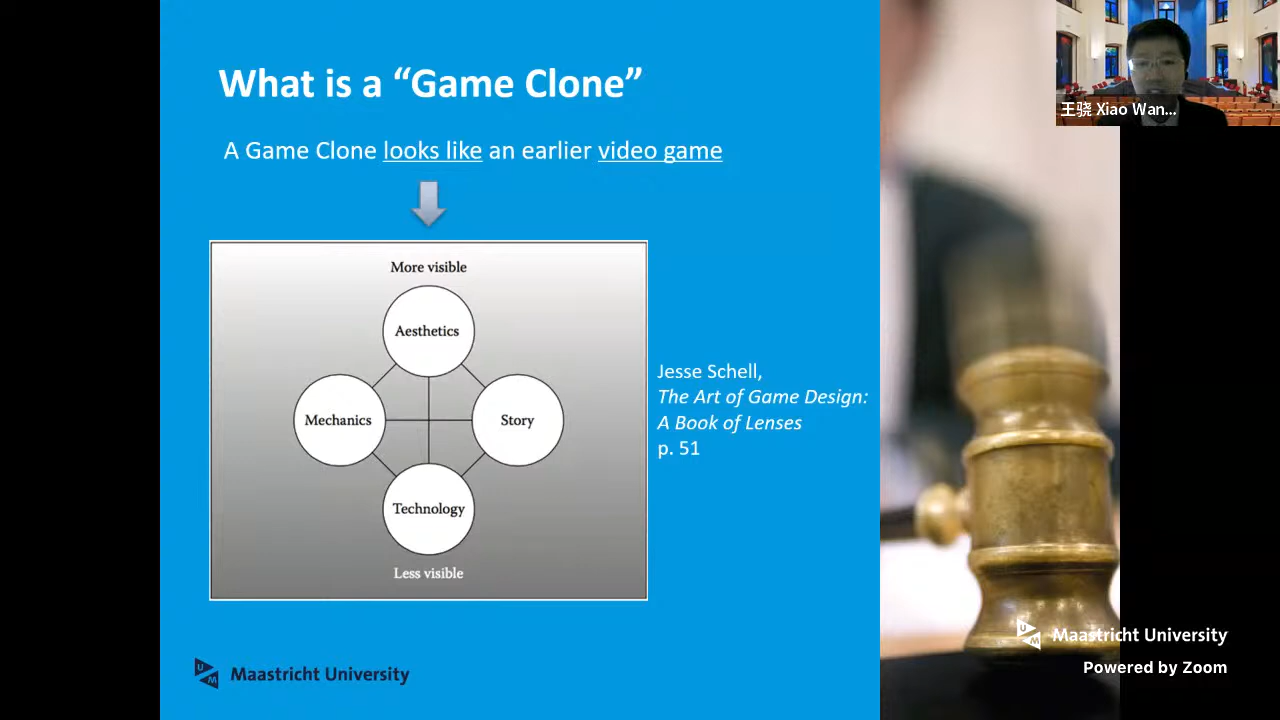 What is a “Game Clone”
A Game Clone looks like an earlier video game
More visible
Aesthetics
Mechanics
Story
Technology
Less visible
Jesse Schell,
The Art of Game Design:
A Book of Lenses
p. 51
UM
Maastricht University
王骁 Xiao Wan...
UM
Maastricht University
Powered by Zoom